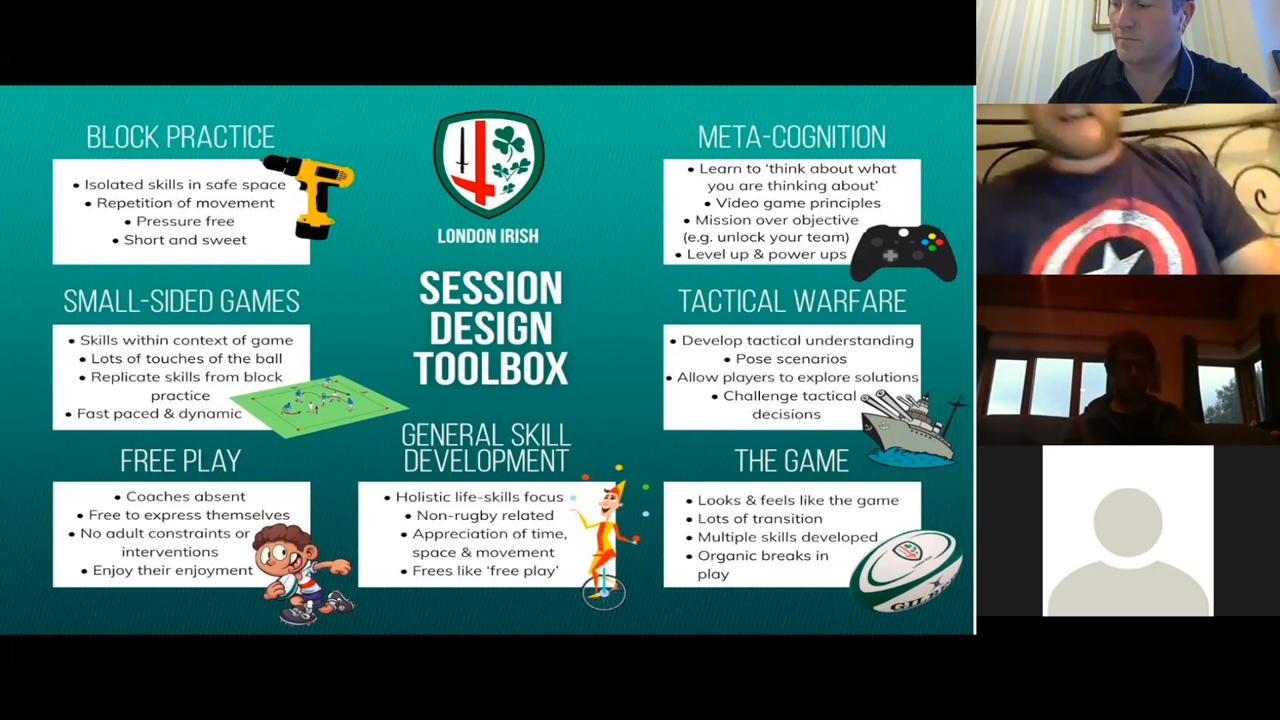 BLOCK PRACTICE
• Isolated skills in safe space
• Repetition of movement
• Pressure free
• Short and sweet
SMALL-SIDED GAMES
• Skills within context of game
• Lots of touches of the ball
• Replicate skills from block
practice
• Fast paced & dynamic
FREE PLAY
• Coaches absent
• Free to express themselves
• No adult constraints or
interventions
• Enjoy their enjoyment
LONDON IRISH
SESSION
DESIGN
TOOLBOX
GENERAL SKILL
DEVELOPMENT
• Holistic life-skills focus
• Non-rugby related
• Appreciation of time,
space & movement
• Frees like 'free play'
META-COGNITION
• Learn to 'think about what
you are thinking about'
• Video game principles
• Mission over objective
(e.g. unlock your team)
• Level up & power ups
TACTICAL WARFARE
• Develop tactical understanding
• Pose scenarios
• Allow players to explore solutions
• Challenge tactical
decisions
THE GAME
• Looks & feels like the game
• Lots of transition
• Multiple skills developed
• Organic breaks in
play